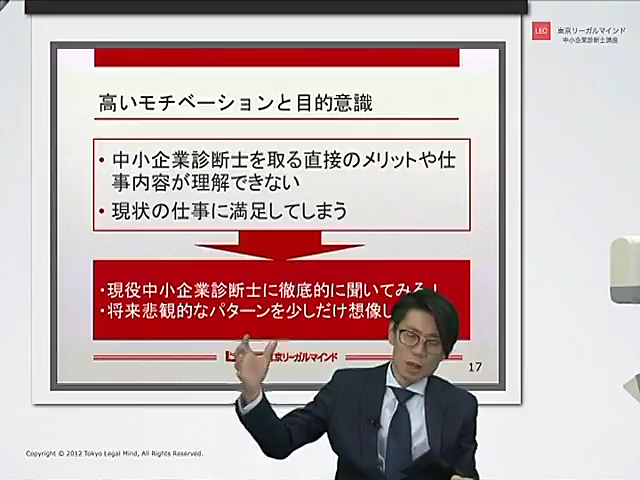 LEC 東京リーガルマインド
中小企業診断士講座
高いモチベーションと目的意識
・中小企業診断士を取る直接のメリットや仕
事内容が理解できない
・現状の仕事に満足してしまう
・現役中小企業診断士に徹底的に聞いてみる!
・将来悲観的なパターンを少しだけ想像し
東京リーガルマインド
17
Copyright © 2012 Tokyo Legal Mind, All Rights Reserved.